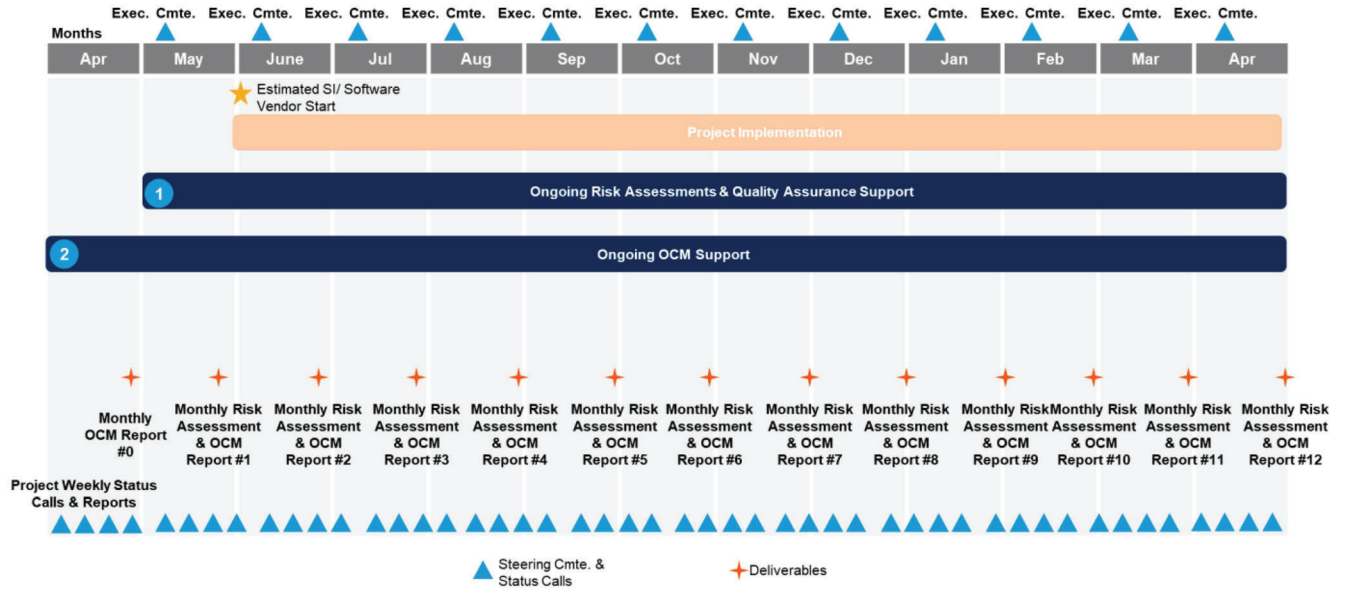 Exec. Cmte. Exec. Cmte. Exec. Cmte. Exec. Cmte. Exec. Cmte. Exec. Cmte. Exec. Cmte. Exec. Cmte. Exec. Cmte. Exec. Cmte. Exec. Cmte. Exec. Cmte.
Months
Apr May June Jul Aug Sep Oct Nov Dec Jan Feb Mar Apr
Estimated SI/ Software
Vendor Start
Project Implementation
1 Ongoing Risk Assessments & Quality Assurance Support
2 Ongoing OCM Support
Monthly
OCM Report
#0
Monthly Risk
Assessment
& OCM
Report #1
Monthly Risk
Assessment
& OCM
Report #2
Monthly Risk
Assessment
& OCM
Report #3
Monthly Risk
Assessment
& OCM
Report #4
Monthly Risk
Assessment
& OCM
Report #5
Monthly Risk
Assessment
& OCM
Report #6
Monthly Risk
Assessment
& OCM
Report #7
Monthly Risk
Assessment
& OCM
Report #8
Monthly Risk
Assessment
& OCM
Report #9
Monthly Risk
Assessment
& OCM
Report #10
Monthly Risk
Assessment
& OCM
Report #11
Monthly Risk
Assessment
& OCM
Report #12
Project Weekly Status
Calls & Reports
Steering Cmte. &
Status Calls
Deliverables